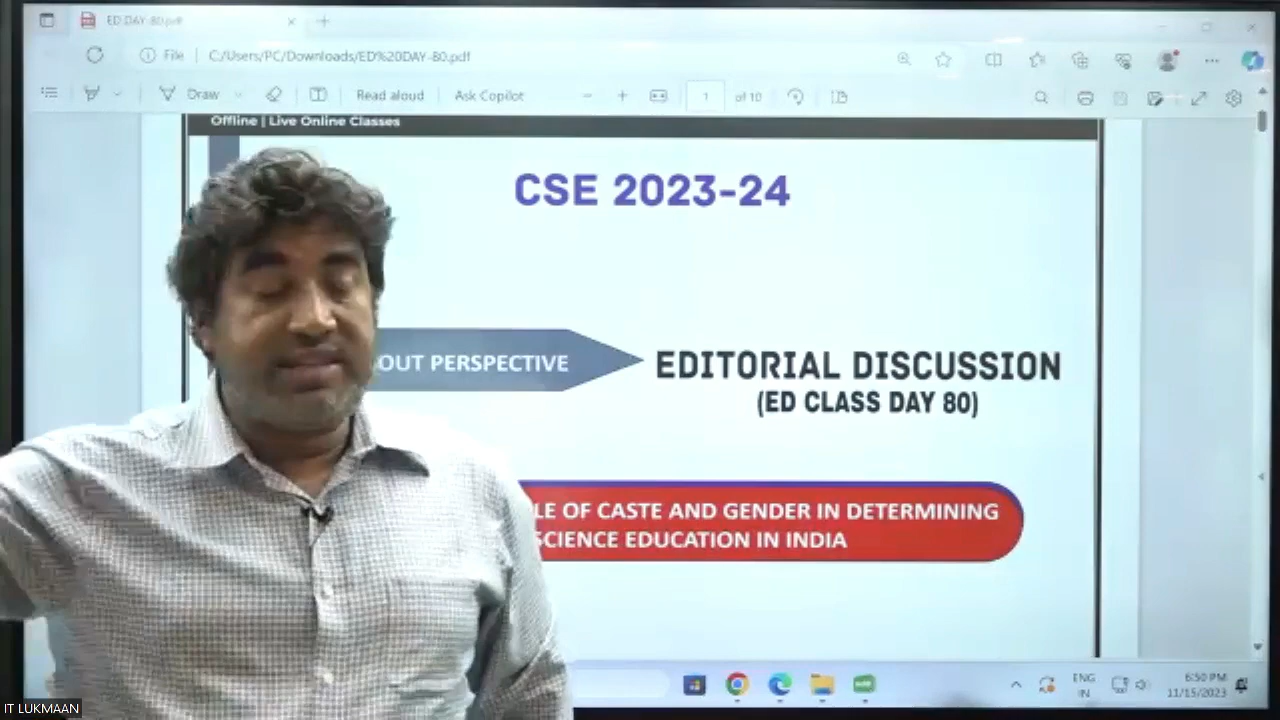 ED DAY-80.pdf
File
C:/Users/PC/Downloads/ED%20DAY-80.pdf
Draw
Read aloud
Ask Copilot
1
of 10
Offline | Live Online Classes
CSE 2023-24
OUT PERSPECTIVE
EDITORIAL DISCUSSION
(ED CLASS DAY 80)
LE OF CASTE AND GENDER IN DETERMINING
SCIENCE EDUCATION IN INDIA
ENG
IN
6:50 PM
11/15/2023
IT LUKMAAN